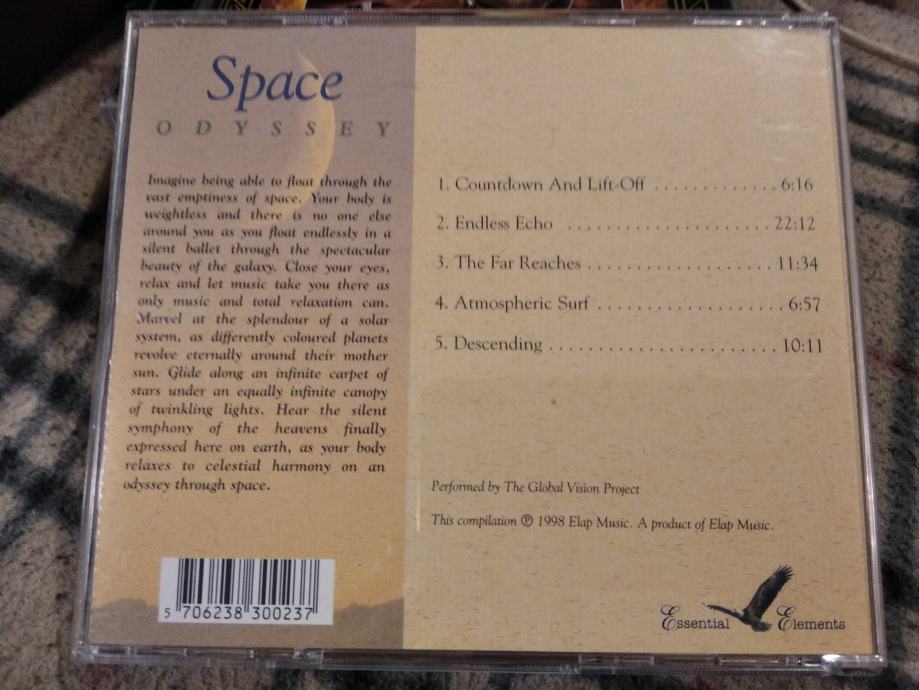 Space
ODYSSEY
Imagine being able to float through the
vast emptiness of space. Your body is
weightless and there is no one else
around you as you float endlessly in a
silent ballet through the spectacular
beauty of the galaxy. Close your eyes,
relax and let music take you there as
only music and total relaxation can.
Marvel at the splendour of a solar
system, as differently coloured planets
revolve eternally around their mother
sun. Glide along an infinite carpet of
stars under an equally infinite canopy
of twinkling lights. Hear the silent
symphony of the heavens finally
expressed here on earth, as your body
relaxes to celestial harmony on an
odyssey through space.
5 706238 300237
1. Countdown And Lift-Off ............ 6:16
2. Endless Echo .................... 22:12
3. The Far Reaches .................. 11:34
4. Atmospheric Surf .................. 6:57
5. Descending ....................... 10:11
Performed by The Global Vision Project
This compilation ℗ 1998 Elap Music. A product of Elap Music.
Essential Elements